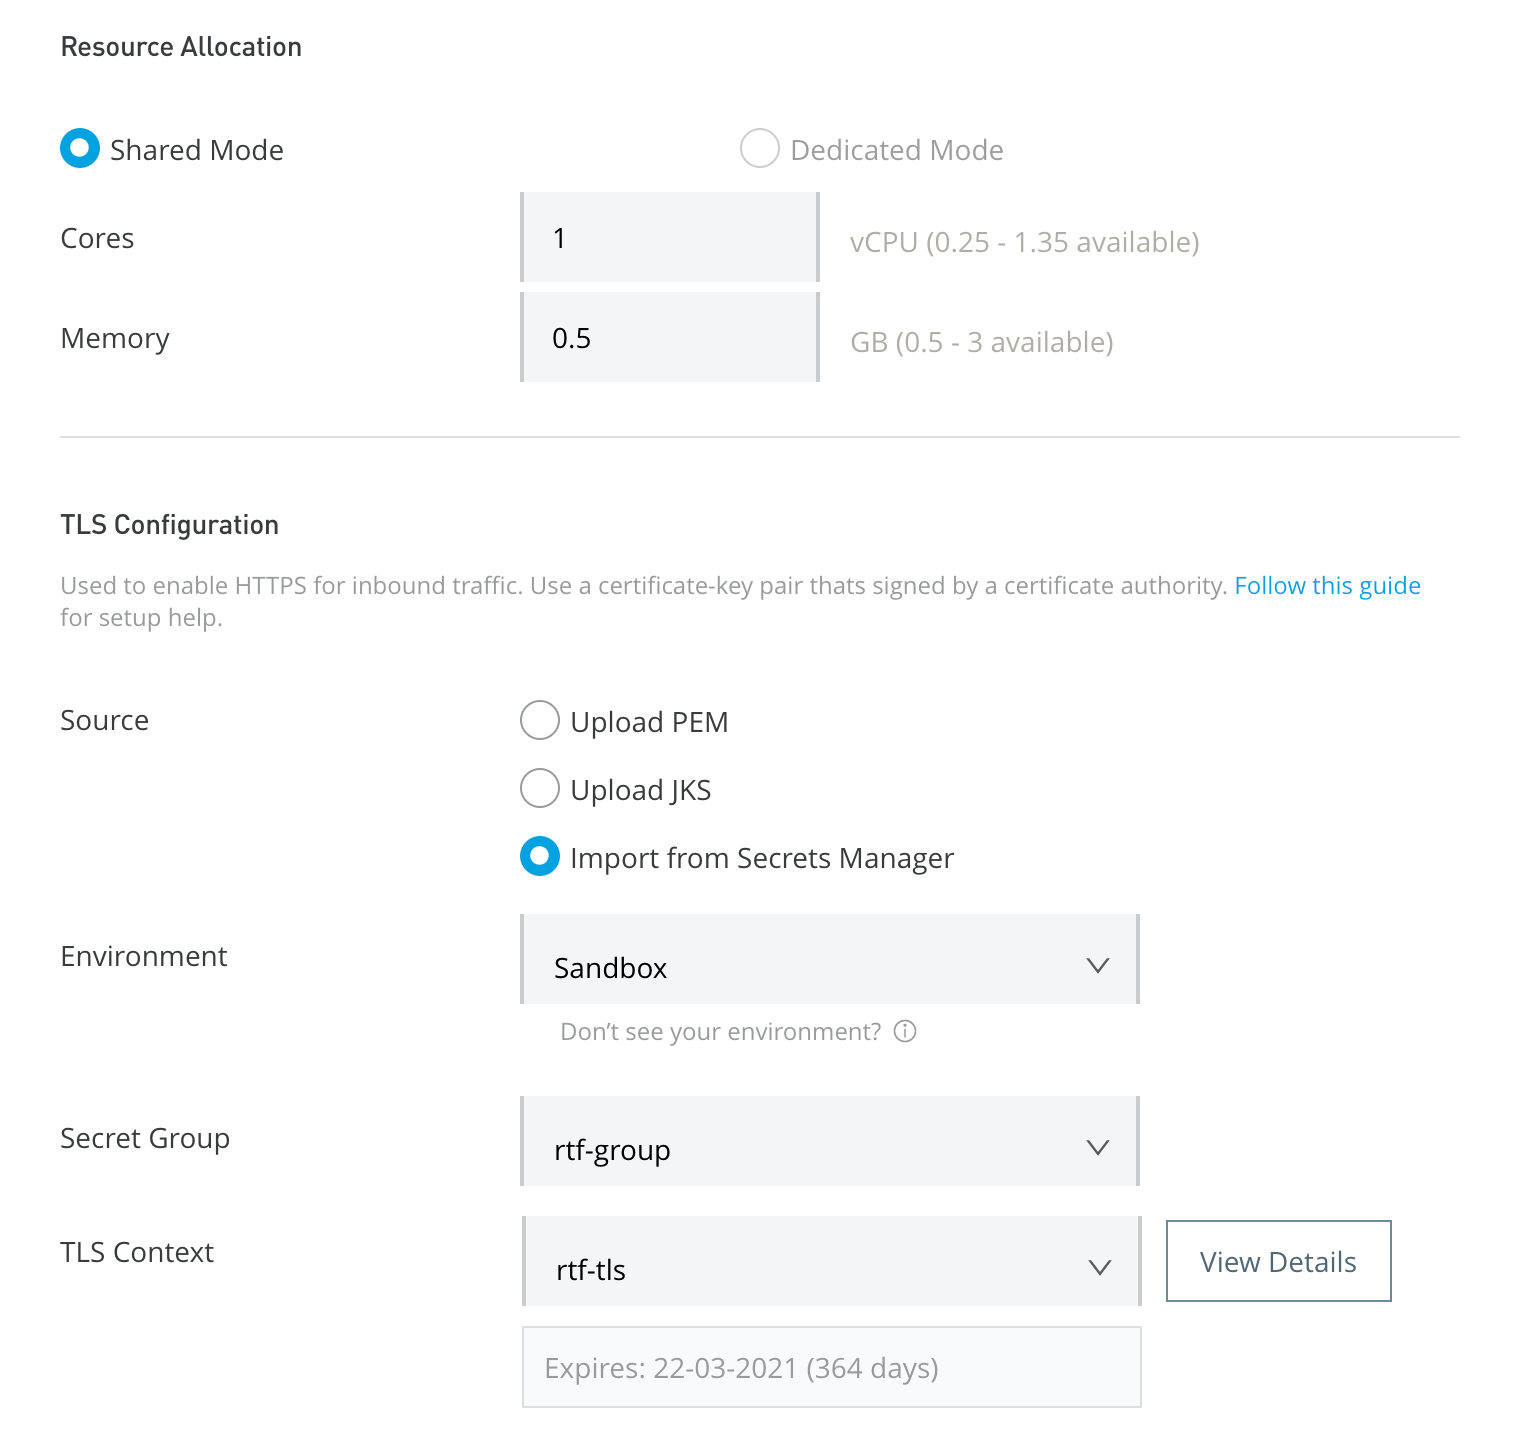 Resource Allocation
Shared Mode
Dedicated Mode
Cores
1
vCPU (0.25 - 1.35 available)
Memory
0.5
GB (0.5 - 3 available)
TLS Configuration
Used to enable HTTPS for inbound traffic. Use a certificate-key pair thats signed by a certificate authority. Follow this guide
for setup help.
Source
Upload PEM
Upload JKS
Import from Secrets Manager
Environment
Sandbox
Don’t see your environment?
Secret Group
rtf-group
TLS Context
rtf-tls
View Details
Expires: 22-03-2021 (364 days)